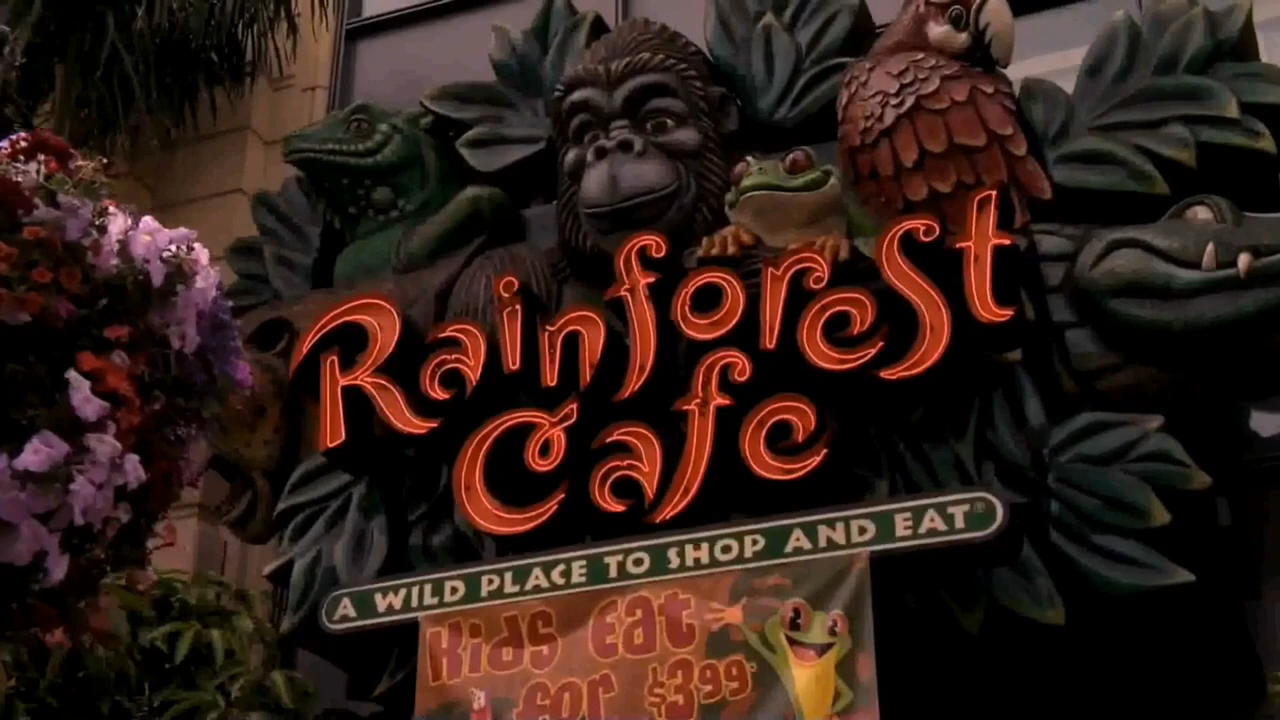 Rainforest
Cafe
A WILD PLACE TO SHOP AND EAT®
Kids Eat
for $3.99*